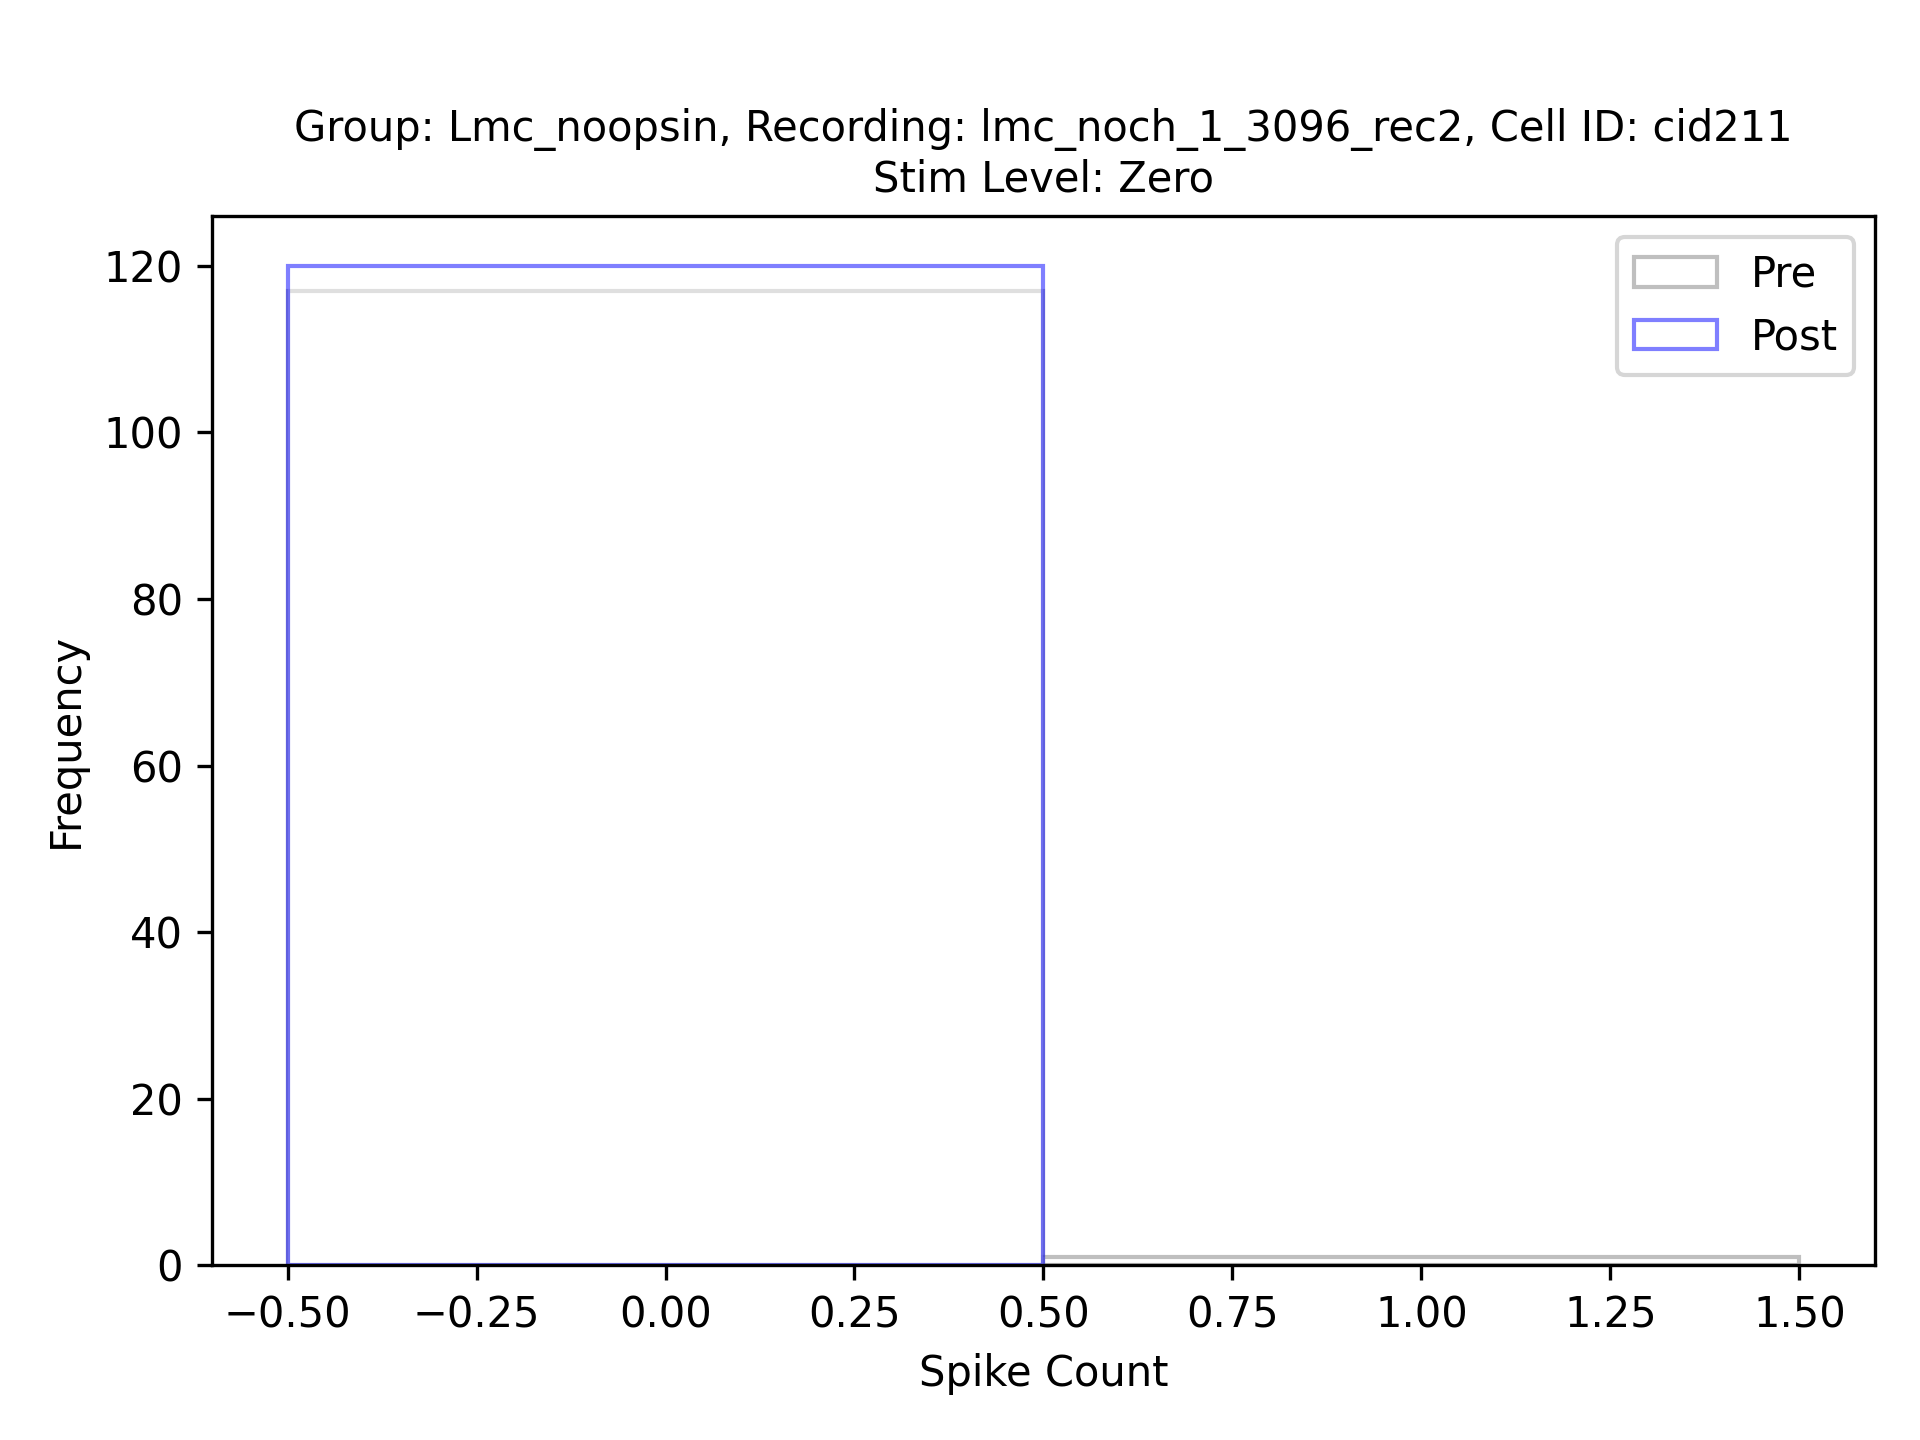 Group: Lmc_noopsin, Recording: lmc_noch_1_3096_rec2, Cell ID: cid211
Stim Level: Zero
Pre
Post
120
100
80
60
40
20
0
Frequency
−0.50 −0.25 0.00 0.25 0.50 0.75 1.00 1.25 1.50
Spike Count